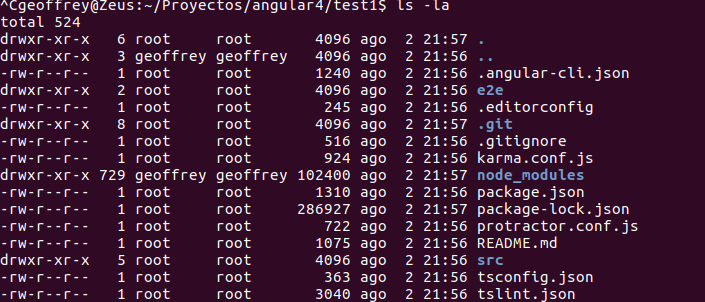 ^Cgeoffrey@Zeus:~/Proyectos/angular4/test1$ ls -la
total 524
drwxr-xr-x   6 root     root       4096 ago  2 21:57 .
drwxr-xr-x   3 geoffrey geoffrey   4096 ago  2 21:56 ..
-rw-r--r--   1 root     root       1240 ago  2 21:56 .angular-cli.json
drwxr-xr-x   2 root     root       4096 ago  2 21:56 e2e
-rw-r--r--   1 root     root        245 ago  2 21:56 .editorconfig
drwxr-xr-x   8 root     root       4096 ago  2 21:57 .git
-rw-r--r--   1 root     root        516 ago  2 21:56 .gitignore
-rw-r--r--   1 root     root        924 ago  2 21:56 karma.conf.js
drwxr-xr-x 729 geoffrey geoffrey 102400 ago  2 21:57 node_modules
-rw-r--r--   1 root     root       1310 ago  2 21:56 package.json
-rw-r--r--   1 root     root     286927 ago  2 21:57 package-lock.json
-rw-r--r--   1 root     root        722 ago  2 21:56 protractor.conf.js
-rw-r--r--   1 root     root       1075 ago  2 21:56 README.md
drwxr-xr-x   5 root     root       4096 ago  2 21:56 src
-rw-r--r--   1 root     root        363 ago  2 21:56 tsconfig.json
-rw-r--r--   1 root     root       3040 ago  2 21:56 tslint.json